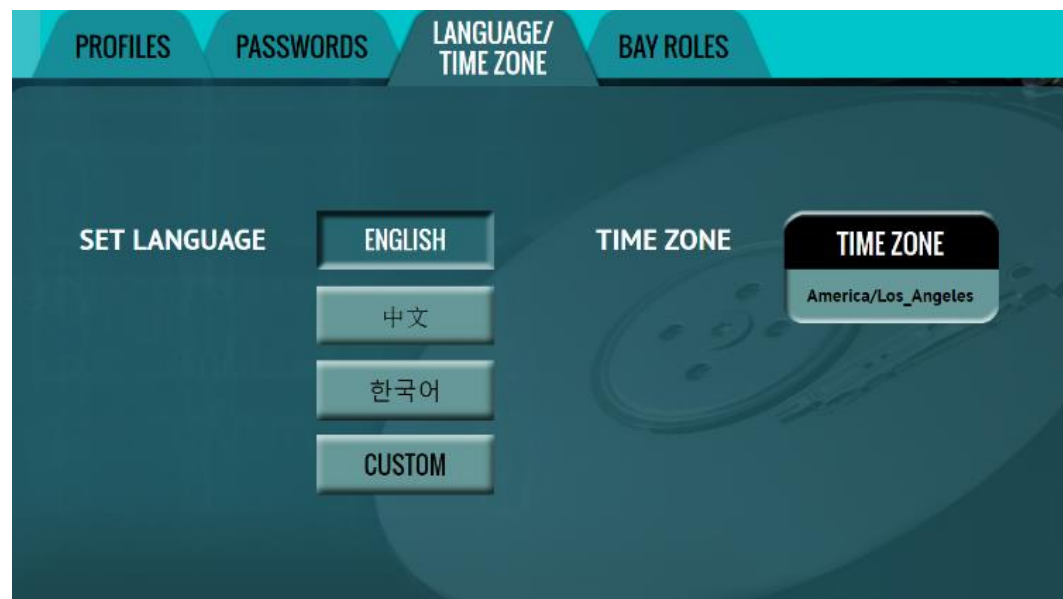 PROFILES
PASSWORDS
LANGUAGE/
TIME ZONE
BAY ROLES
SET LANGUAGE
ENGLISH
中文
한국어
CUSTOM
TIME ZONE
TIME ZONE
America/Los_Angeles